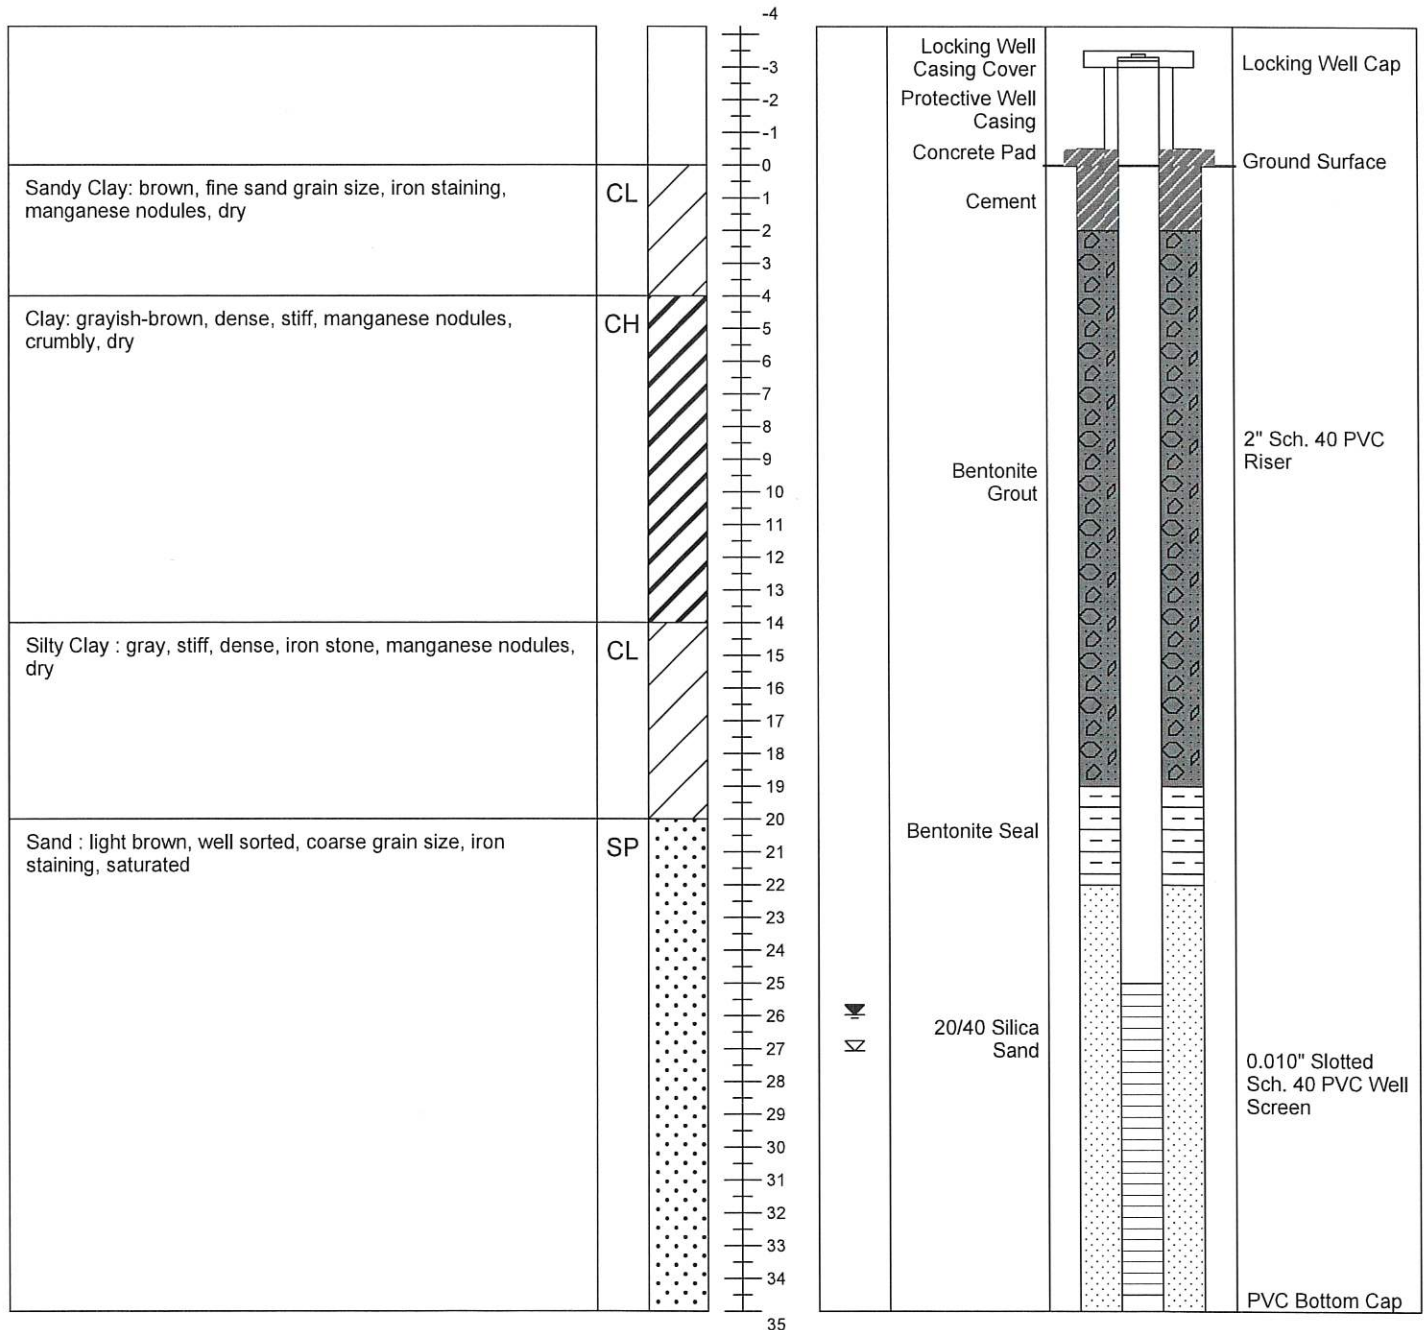 Sandy Clay: brown, fine sand grain size, iron staining,
manganese nodules, dry
CL
Clay: grayish-brown, dense, stiff, manganese nodules,
crumbly, dry
CH
Silty Clay : gray, stiff, dense, iron stone, manganese nodules,
dry
CL
Sand : light brown, well sorted, coarse grain size, iron
staining, saturated
SP
-4
-3
-2
-1
0
1
2
3
4
5
6
7
8
9
10
11
12
13
14
15
16
17
18
19
20
21
22
23
24
25
26
27
28
29
30
31
32
33
34
35
Locking Well
Casing Cover
Protective Well
Casing
Concrete Pad
Cement
Bentonite
Grout
Bentonite Seal
20/40 Silica
Sand
Locking Well Cap
Ground Surface
2" Sch. 40 PVC
Riser
0.010" Slotted
Sch. 40 PVC Well
Screen
PVC Bottom Cap